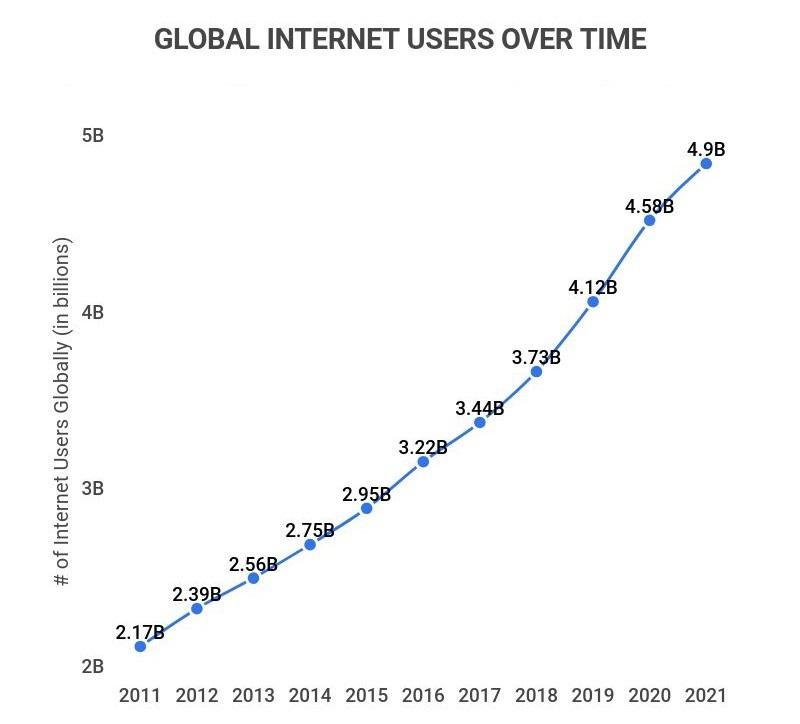 GLOBAL INTERNET USERS OVER TIME
# of Internet Users Globally (in billions)
5B
4B
3B
2B
2.17B
2.39B
2.56B
2.75B
2.95B
3.22B
3.44B
3.73B
4.12B
4.58B
4.9B
2011 2012 2013 2014 2015 2016 2017 2018 2019 2020 2021